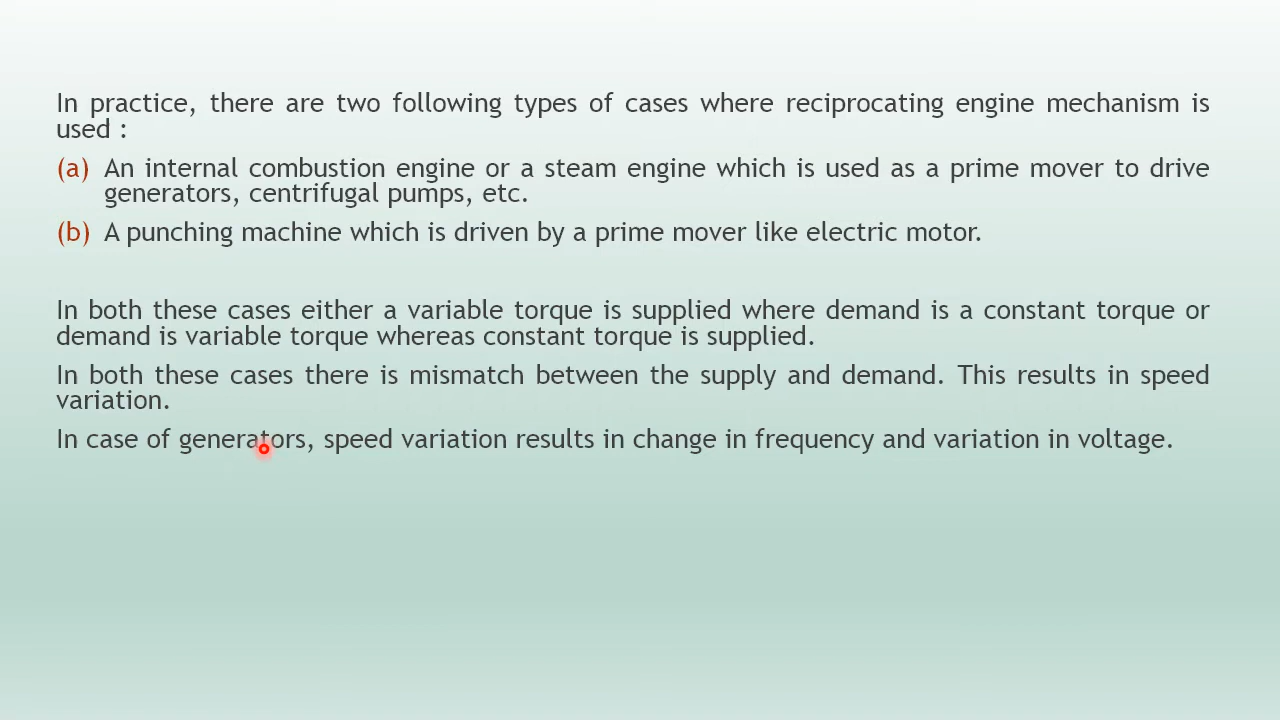 In practice, there are two following types of cases where reciprocating engine mechanism is
used :
(a) An internal combustion engine or a steam engine which is used as a prime mover to drive
generators, centrifugal pumps, etc.
(b) A punching machine which is driven by a prime mover like electric motor.
In both these cases either a variable torque is supplied where demand is a constant torque or
demand is variable torque whereas constant torque is supplied.
In both these cases there is mismatch between the supply and demand. This results in speed
variation.
In case of generators, speed variation results in change in frequency and variation in voltage.